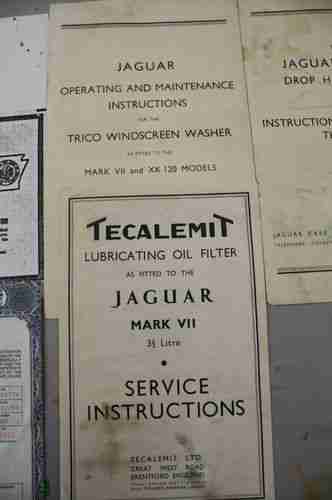 JAGUAR
OPERATING AND MAINTENANCE
INSTRUCTIONS
FOR THE
TRICO WINDSCREEN WASHER
AS FITTED TO THE
MARK VII and XK 120 MODELS
TECALEMIT
LUBRICATING OIL FILTER
AS FITTED TO THE
JAGUAR
MARK VII
3½ Litre
•
SERVICE
INSTRUCTIONS
TECALEMIT LTD.
GREAT WEST ROAD
BRENTFORD ENGLAND
JAGUA
DROP H
INSTRUCTION
JAGUAR CARS